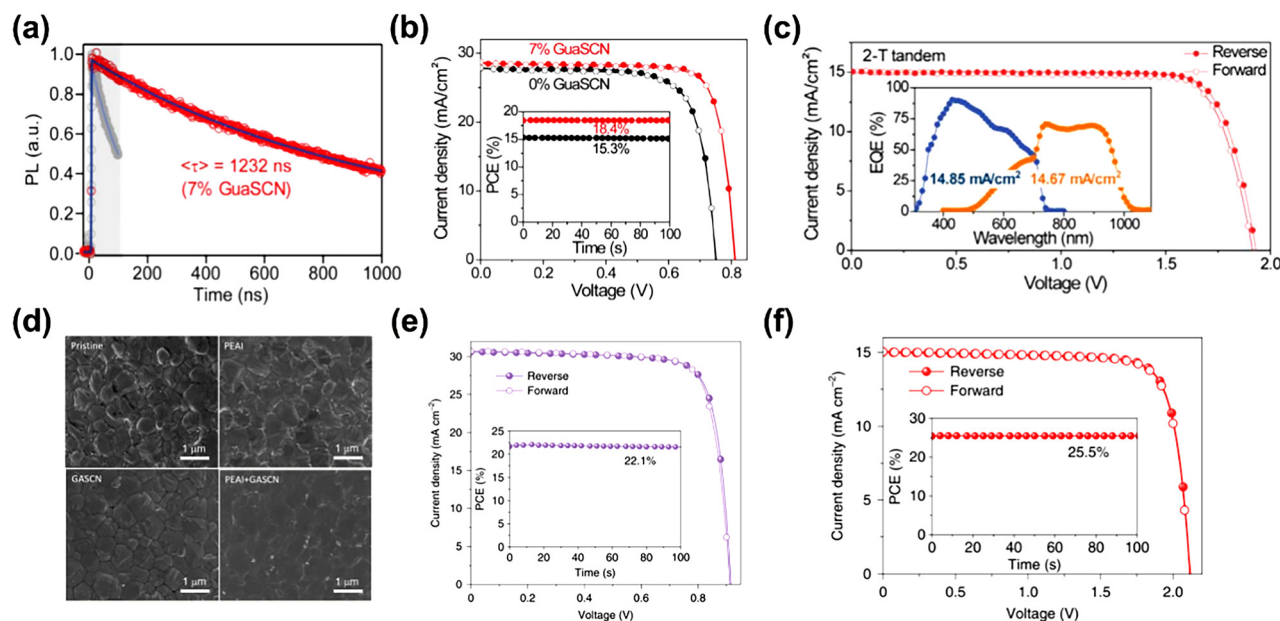 (a)
1.0
0.8
0.6
0.4
0.2
0.0
PL (a.u.)
<τ> = 1232 ns
(7% GuaSCN)
0 200 400 600 800 1000
Time (ns)
(b)
30
20
10
0
Current density (mA/cm²)
7% GuaSCN
0% GuaSCN
20
15
10
5
0
PCE (%)
18.4%
15.3%
0 20 40 60 80 100
Time (s)
0.0 0.2 0.4 0.6 0.8
Voltage (V)
(c)
2-T tandem
Reverse
Forward
20
15
10
5
0
Current density (mA/cm²)
100
75
50
25
0
EQE (%)
14.85 mA/cm²
14.67 mA/cm²
400 600 800 1000
Wavelength (nm)
0.0 0.5 1.0 1.5 2.0
Voltage (V)
(d)
Pristine
1 μm
PEAI
1 μm
GASCN
1 μm
PEAI+GASCN
1 μm
(e)
30
25
20
15
10
5
0
Current density (mA cm⁻²)
Reverse
Forward
25
20
15
10
5
0
PCE (%)
22.1%
0 20 40 60 80 100
Time (s)
0 0.2 0.4 0.6 0.8
Voltage (V)
(f)
15
10
5
0
Current density (mA cm⁻²)
Reverse
Forward
30
25
20
15
10
5
0
PCE (%)
25.5%
0 20 40 60 80 100
Time (s)
0 0.5 1.0 1.5 2.0
Voltage (V)